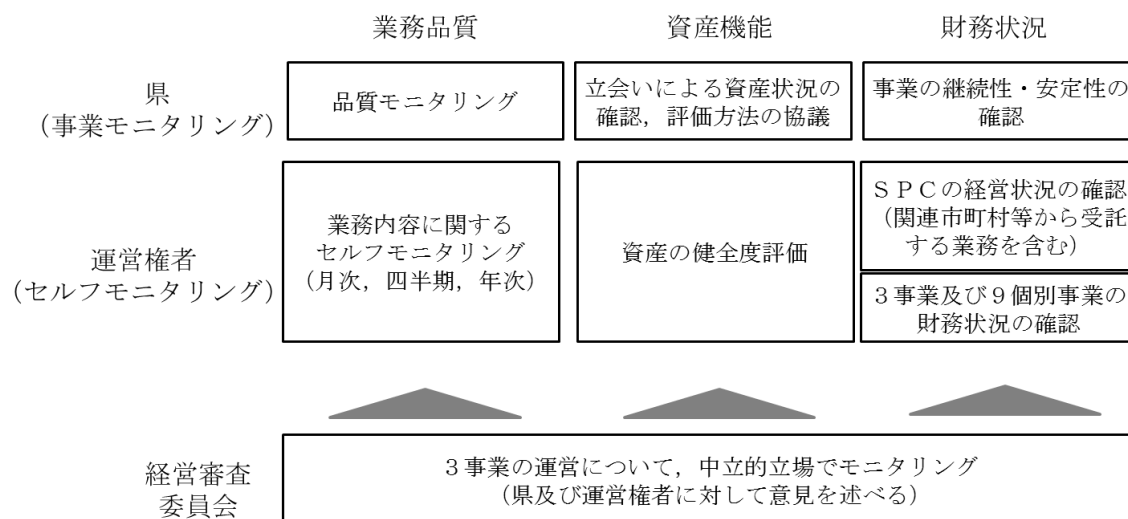 業務品質
資産機能
財務状況
県
（事業モニタリング）
品質モニタリング
立会いによる資産状況の
確認，評価方法の協議
事業の継続性・安定性の
確認
運営権者
（セルフモニタリング）
業務内容に関する
セルフモニタリング
（月次，四半期，年次）
資産の健全度評価
ＳＰＣの経営状況の確認
（関連市町村等から受託
する業務を含む）
３事業及び９個別事業の
財務状況の確認
経営審査
委員会
３事業の運営について，中立的立場でモニタリング
（県及び運営権者に対して意見を述べる）